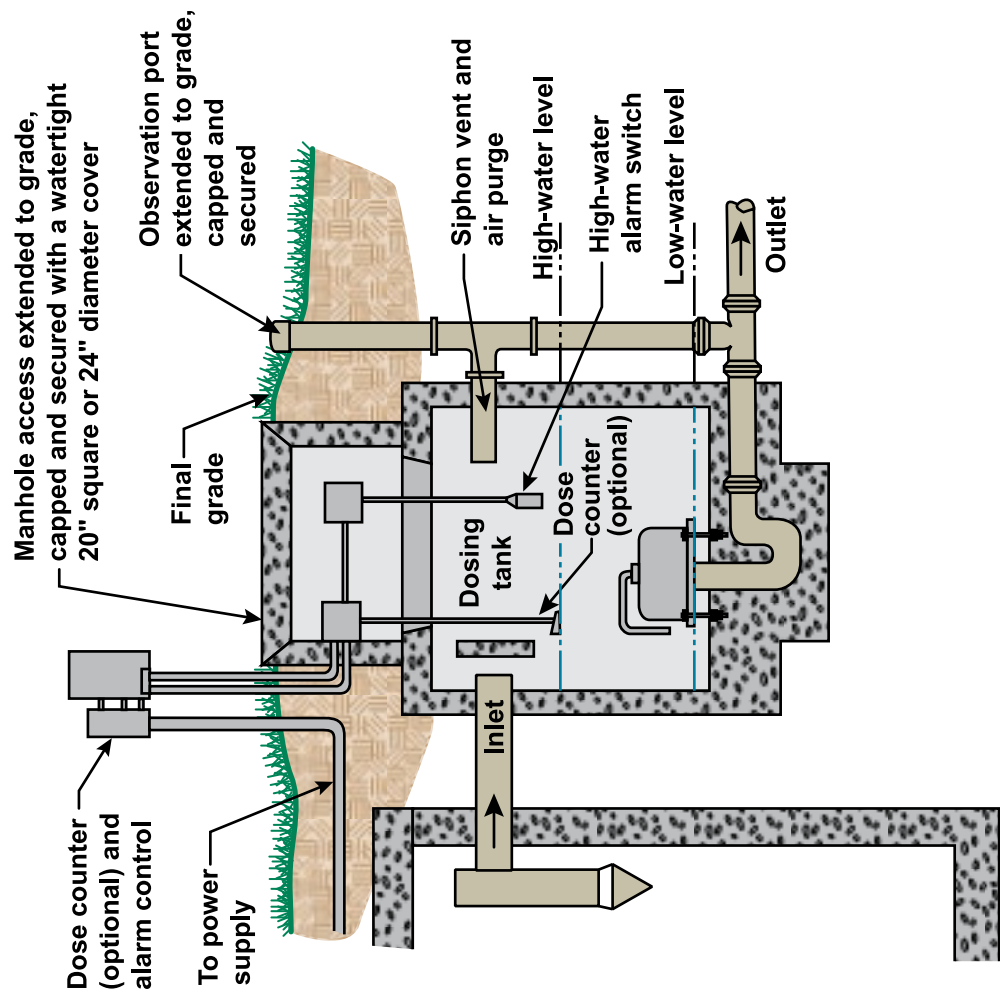 Manhole access extended to grade,
capped and secured with a watertight
20" square or 24" diameter cover
Observation port
extended to grade,
capped and
secured
Final
grade
Dose counter
(optional) and
alarm control
To power
supply
Siphon vent and
air purge
High-water level
High-water
alarm switch
Low-water level
Outlet
Dosing
tank
Dose
counter
(optional)
Inlet